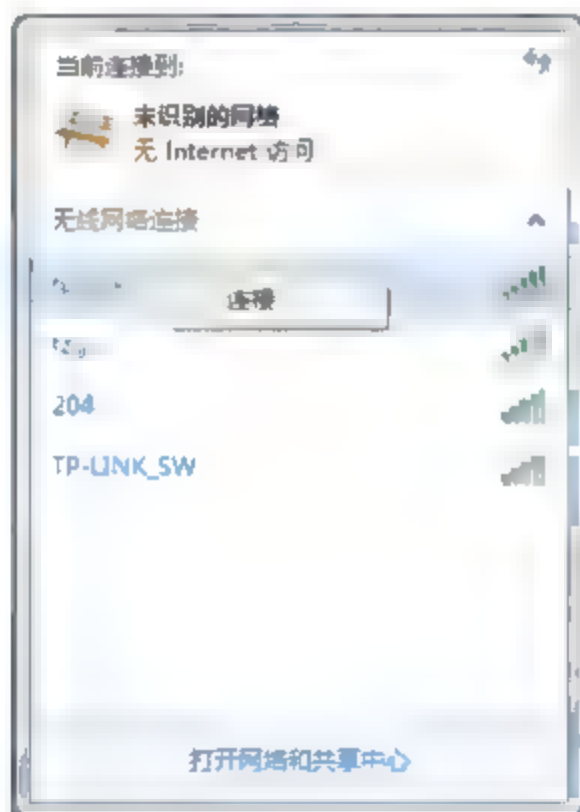 当前连接到:
未识别的网络
无 Internet 访问
无线网络连接
连接
204
TP-LINK_SW
打开网络和共享中心